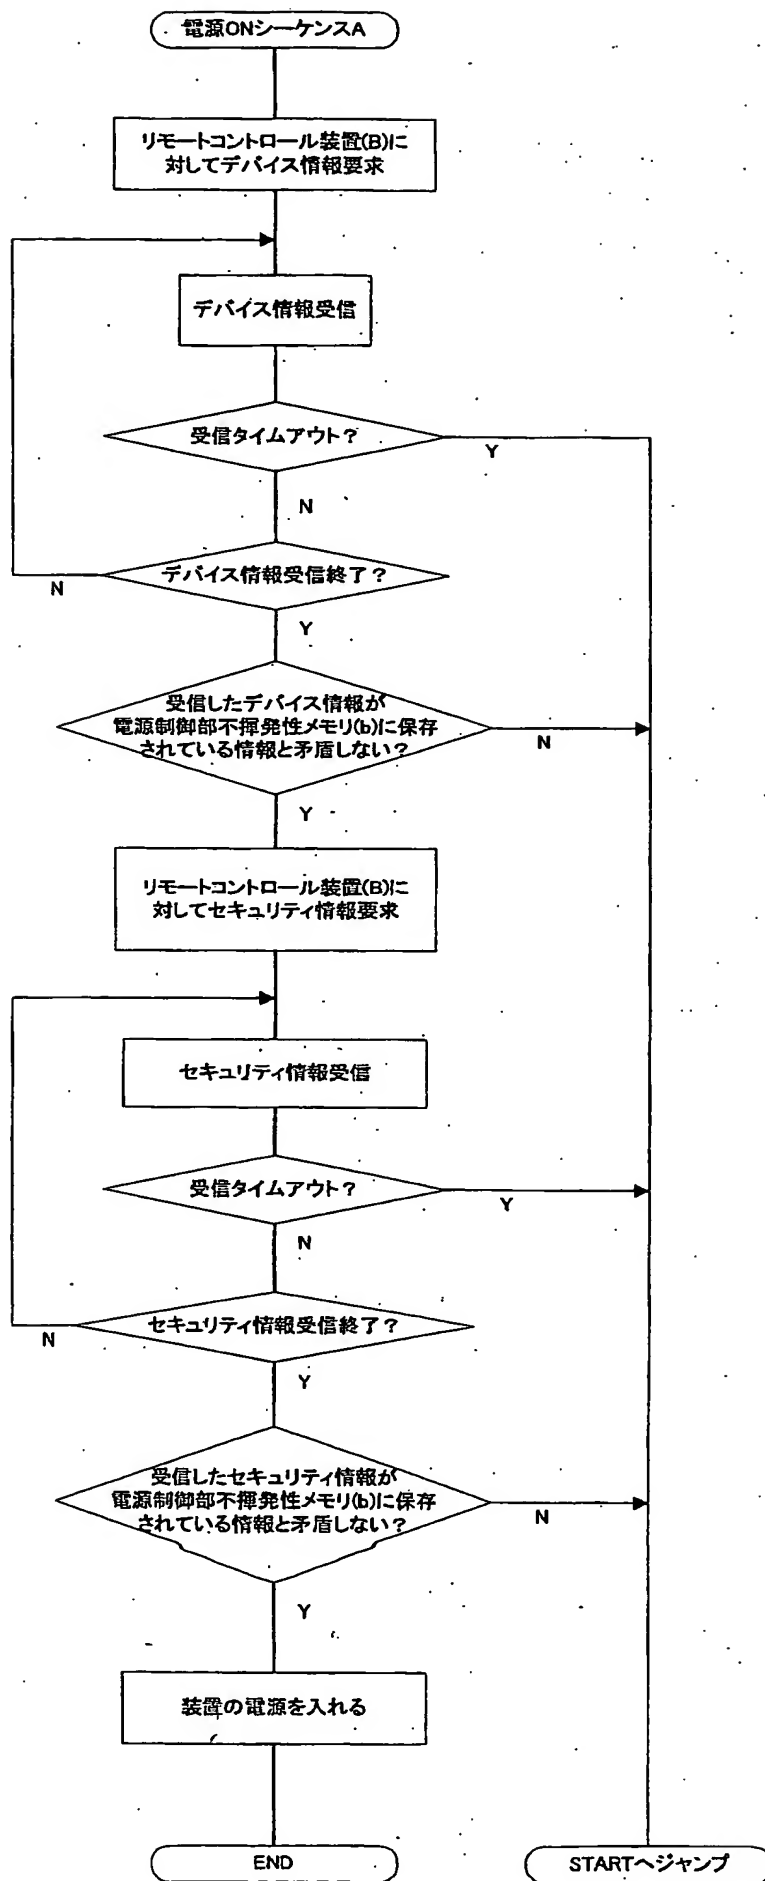 電源ONシーケンスA
リモートコントロール装置(B)に
対してデバイス情報要求
デバイス情報受信
受信タイムアウト？
Y
N
デバイス情報受信終了？
N
Y
受信したデバイス情報が
電源制御部不揮発性メモリ(b)に保存
されている情報と矛盾しない？
N
Y
リモートコントロール装置(B)に
対してセキュリティ情報要求
セキュリティ情報受信
受信タイムアウト？
Y
N
セキュリティ情報受信終了？
N
Y
受信したセキュリティ情報が
電源制御部不揮発性メモリ(b)に保存
されている情報と矛盾しない？
N
Y
装置の電源を入れる
END
STARTへジャンプ